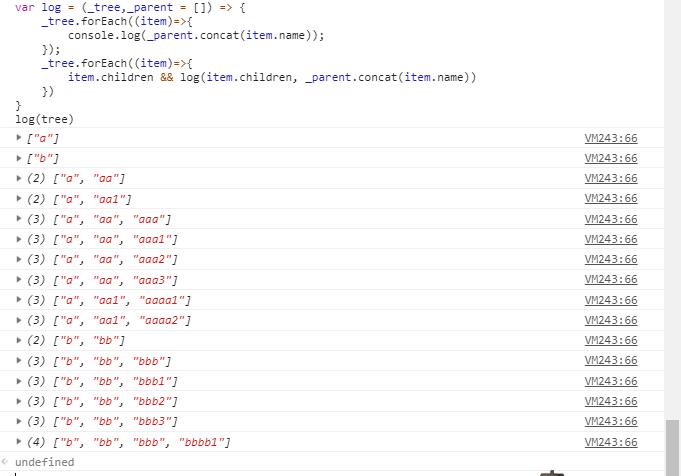 var log = (_tree,_parent = []) => {
    _tree.forEach((item)=>{
        console.log(_parent.concat(item.name));
    });
    _tree.forEach((item)=>{
        item.children && log(item.children, _parent.concat(item.name))
    })
}
log(tree)
["a"] VM243:66
["b"] VM243:66
(2) ["a", "aa"] VM243:66
(2) ["a", "aa1"] VM243:66
(3) ["a", "aa", "aaa"] VM243:66
(3) ["a", "aa", "aaa1"] VM243:66
(3) ["a", "aa", "aaa2"] VM243:66
(3) ["a", "aa", "aaa3"] VM243:66
(3) ["a", "aa1", "aaaa1"] VM243:66
(3) ["a", "aa1", "aaaa2"] VM243:66
(2) ["b", "bb"] VM243:66
(3) ["b", "bb", "bbb"] VM243:66
(3) ["b", "bb", "bbb1"] VM243:66
(3) ["b", "bb", "bbb2"] VM243:66
(3) ["b", "bb", "bbb3"] VM243:66
(4) ["b", "bb", "bbb", "bbbb1"] VM243:66
undefined